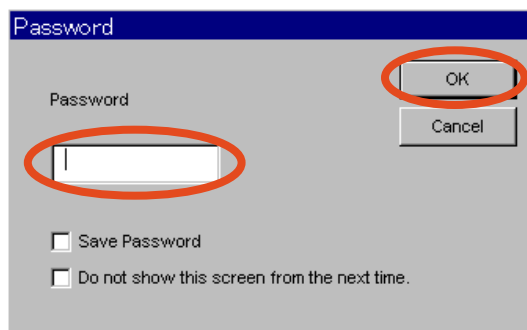 Password
OK
Password
Cancel
Save Password
Do not show this screen from the next time.